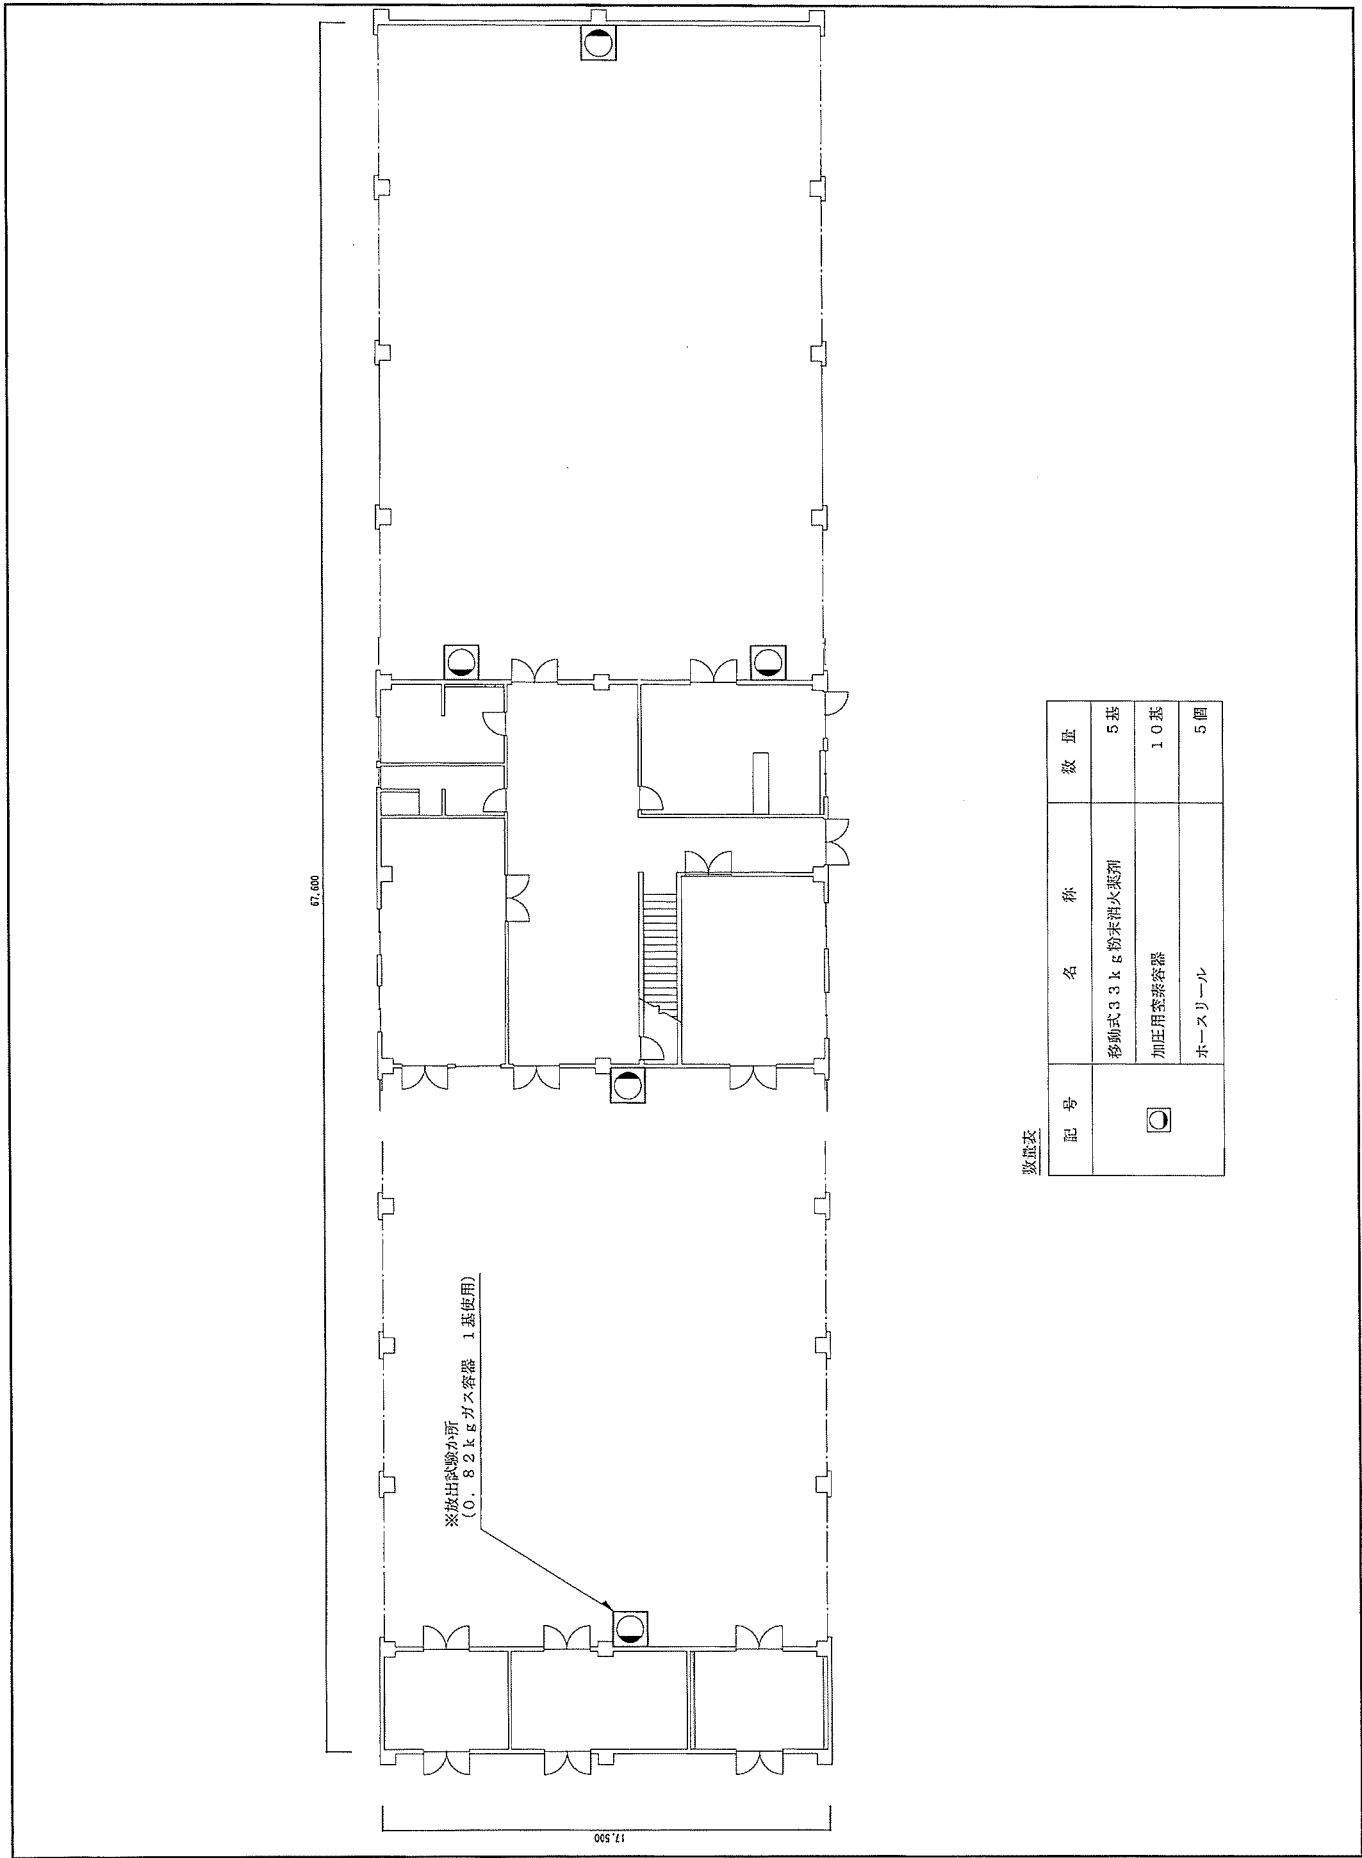 67,600
17,500
※放出試験か所
(0.82kgガス容器 1基使用)
数量表
記号 名称 数量
移動式33kg粉末消火薬剤 5基
加圧用窒素容器 10基
ホースリール 5個